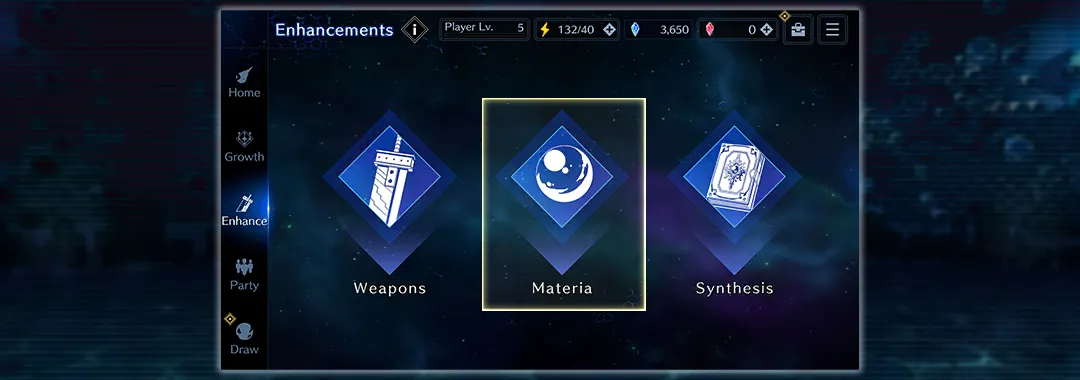 Enhancements i Player Lv. 5 132/40 3,650 0
Home
Growth
Enhance
Party
Draw
Weapons Materia Synthesis